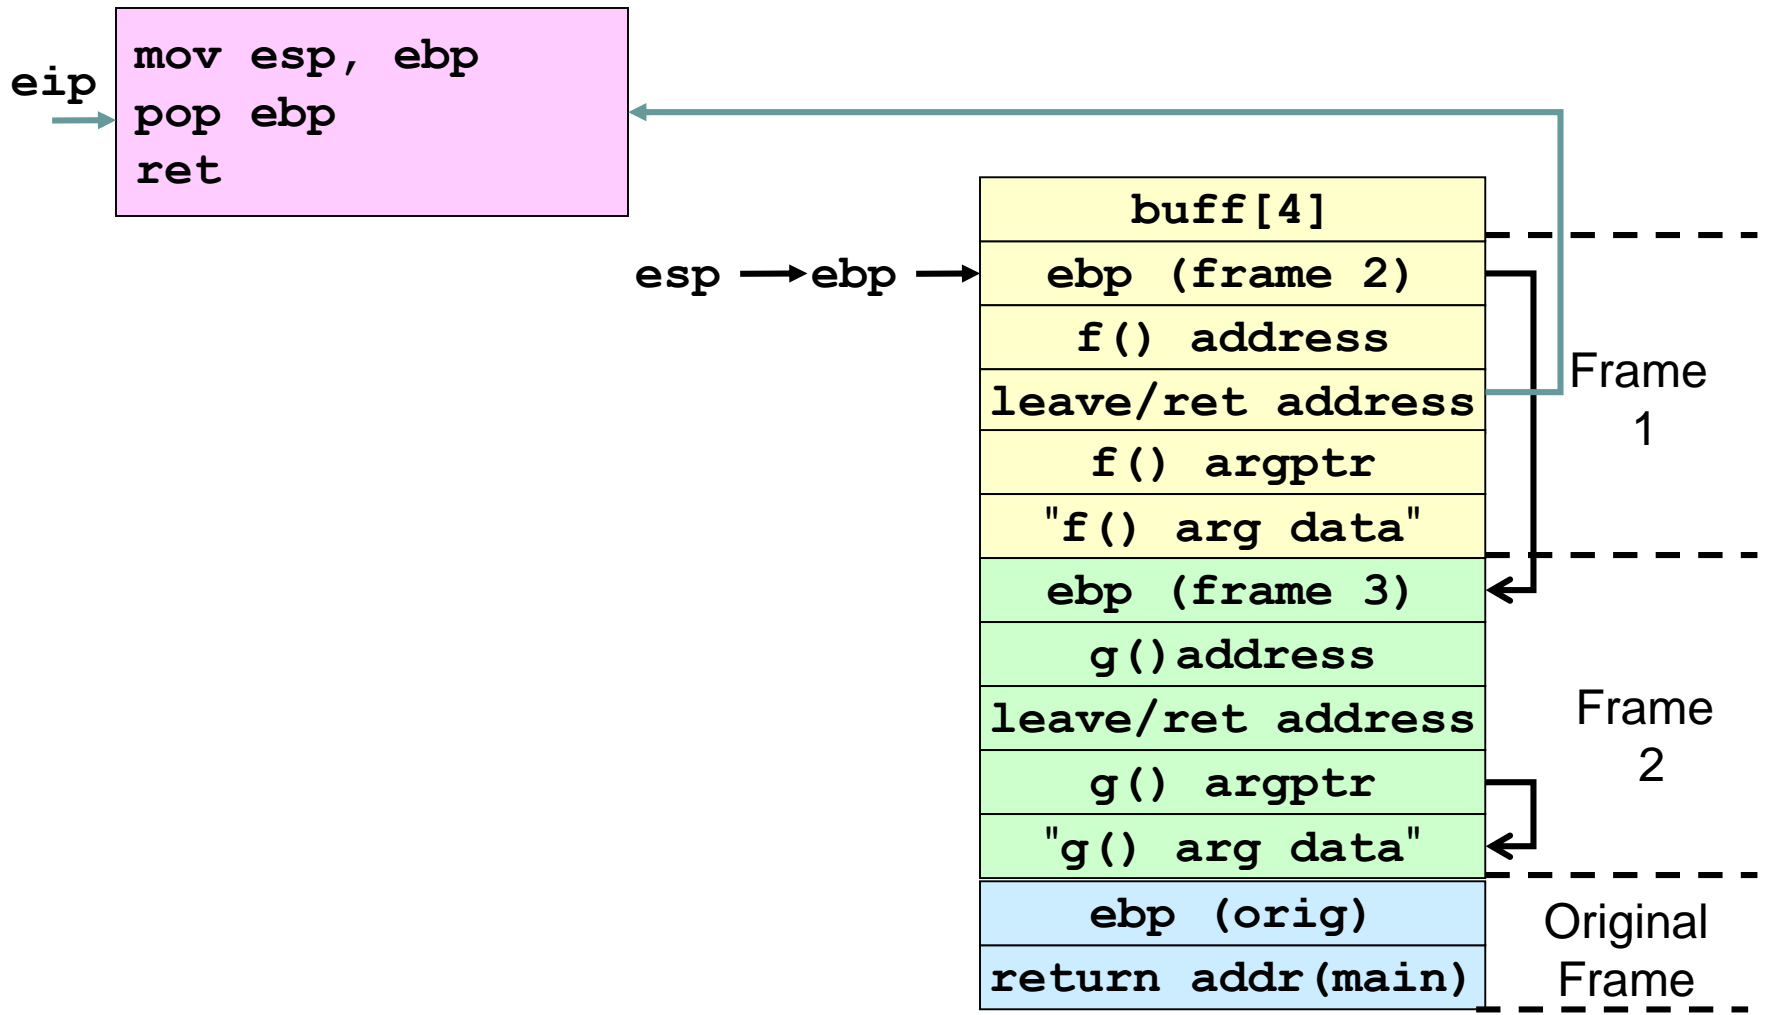 mov esp, ebp
eip
pop ebp
ret
buff[4]
esp
ebp
ebp (frame 2)
f() address
Frame
1
leave/ret address
f() argptr
"f() arg data"
ebp (frame 3)
g()address
leave/ret address
Frame
2
g() argptr
"g() arg data"
ebp (orig)
Original
Frame
return addr(main)